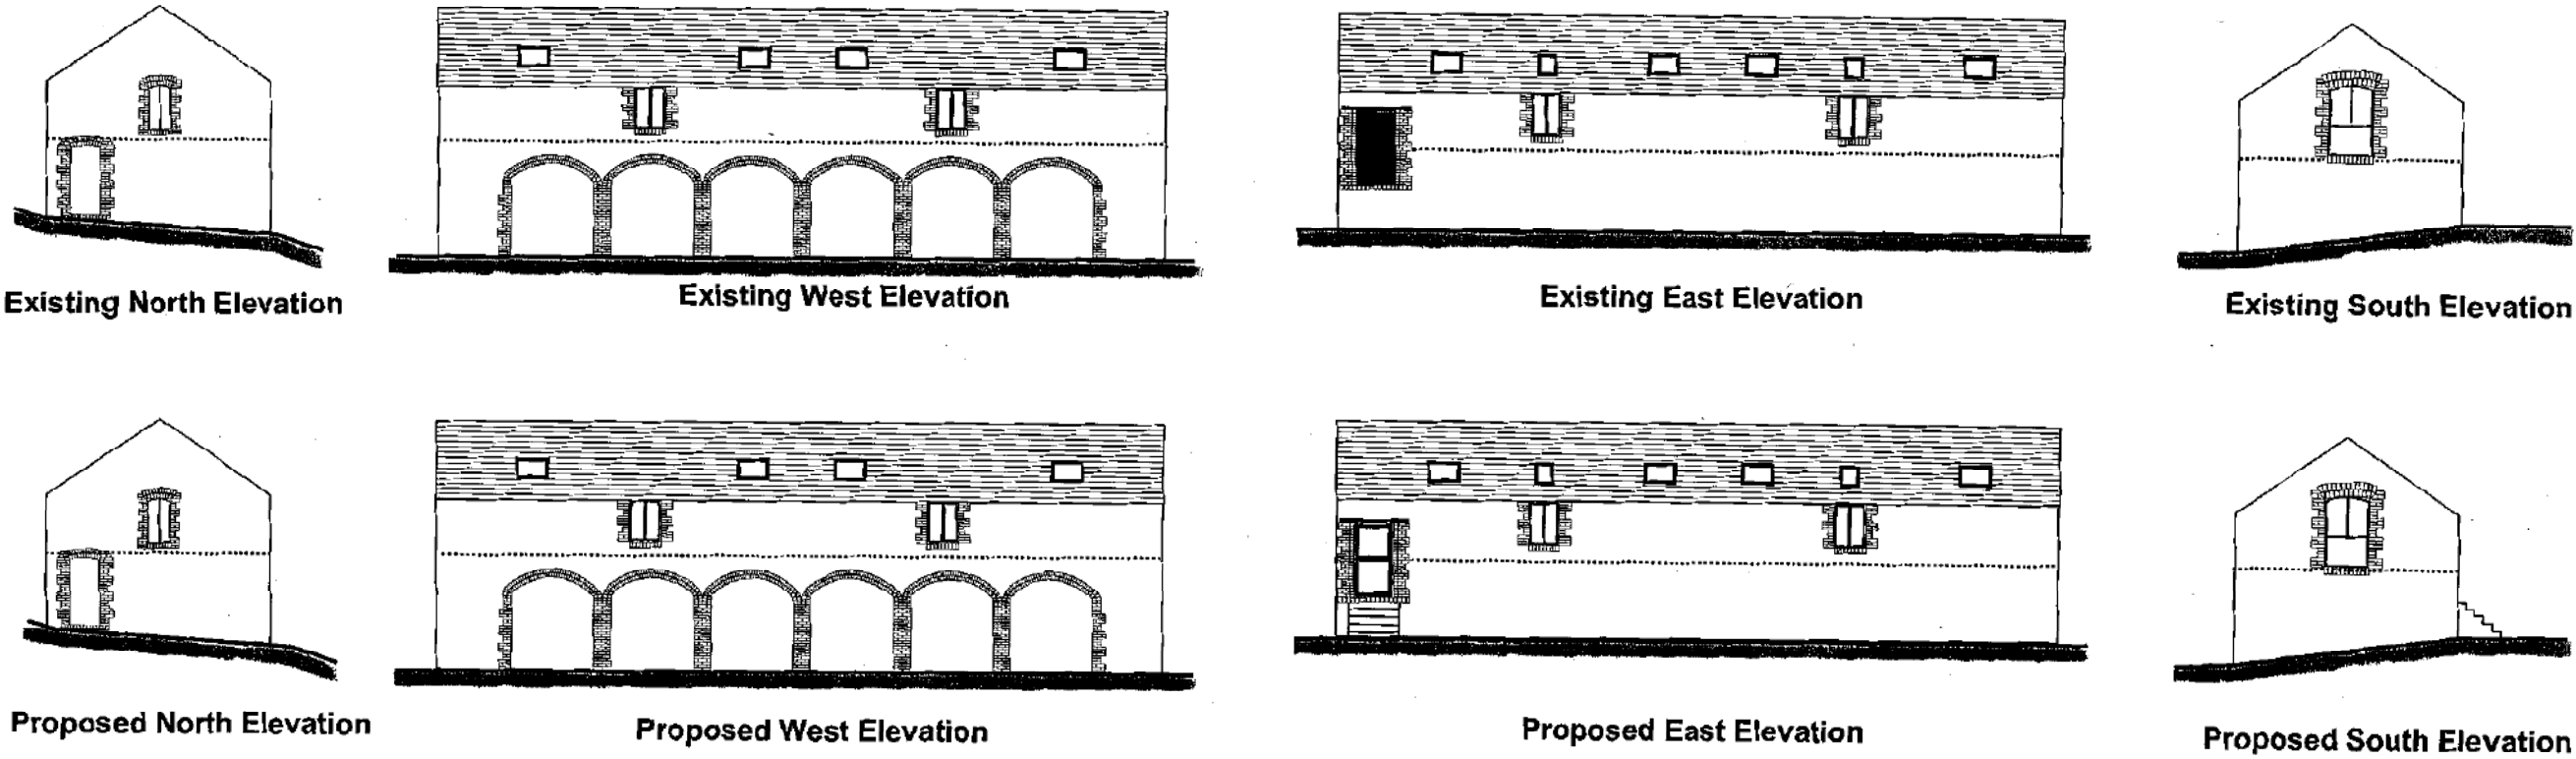 Existing North Elevation
Existing West Elevation
Existing East Elevation
Existing South Elevation
Proposed North Elevation
Proposed West Elevation
Proposed East Elevation
Proposed South Elevation